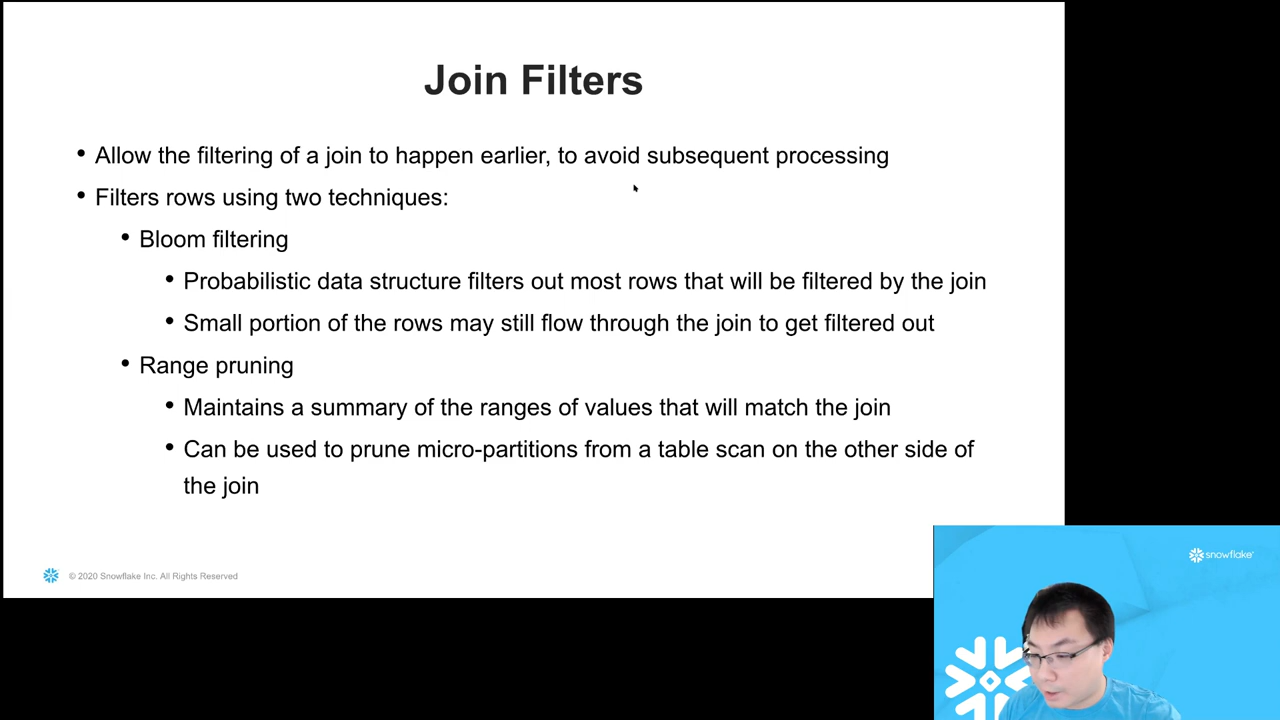 Join Filters
• Allow the filtering of a join to happen earlier, to avoid subsequent processing
• Filters rows using two techniques:
• Bloom filtering
• Probabilistic data structure filters out most rows that will be filtered by the join
• Small portion of the rows may still flow through the join to get filtered out
• Range pruning
• Maintains a summary of the ranges of values that will match the join
• Can be used to prune micro-partitions from a table scan on the other side of
the join
© 2020 Snowflake Inc. All Rights Reserved
snowflake